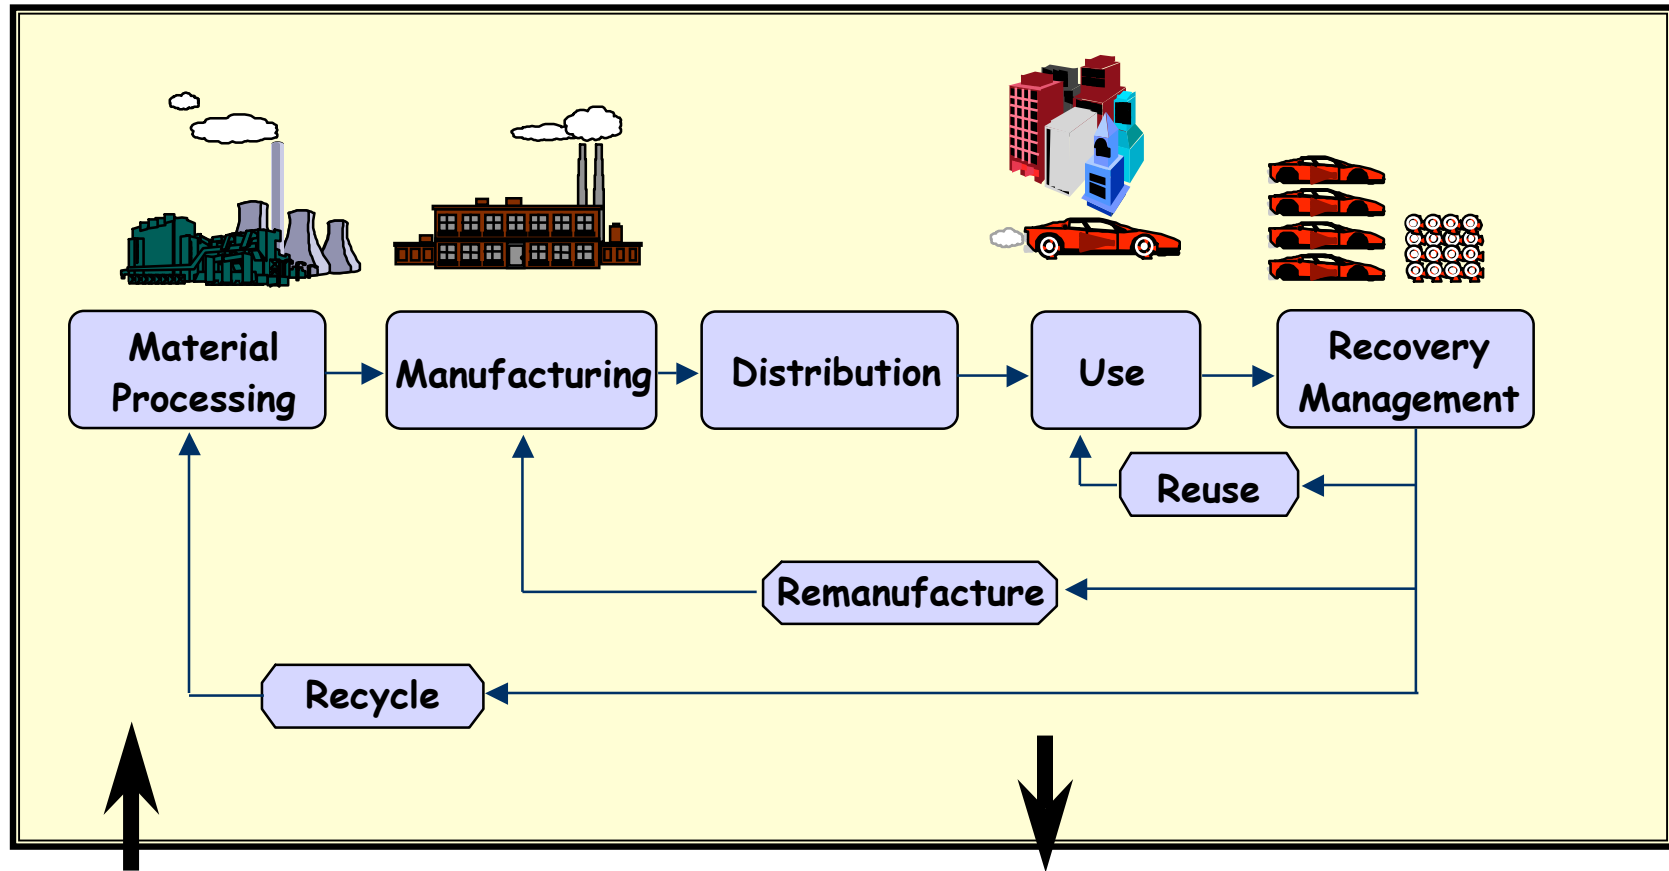 Material
Processing
Manufacturing
Distribution
Use
Recovery
Management
Reuse
Remanufacture
Recycle